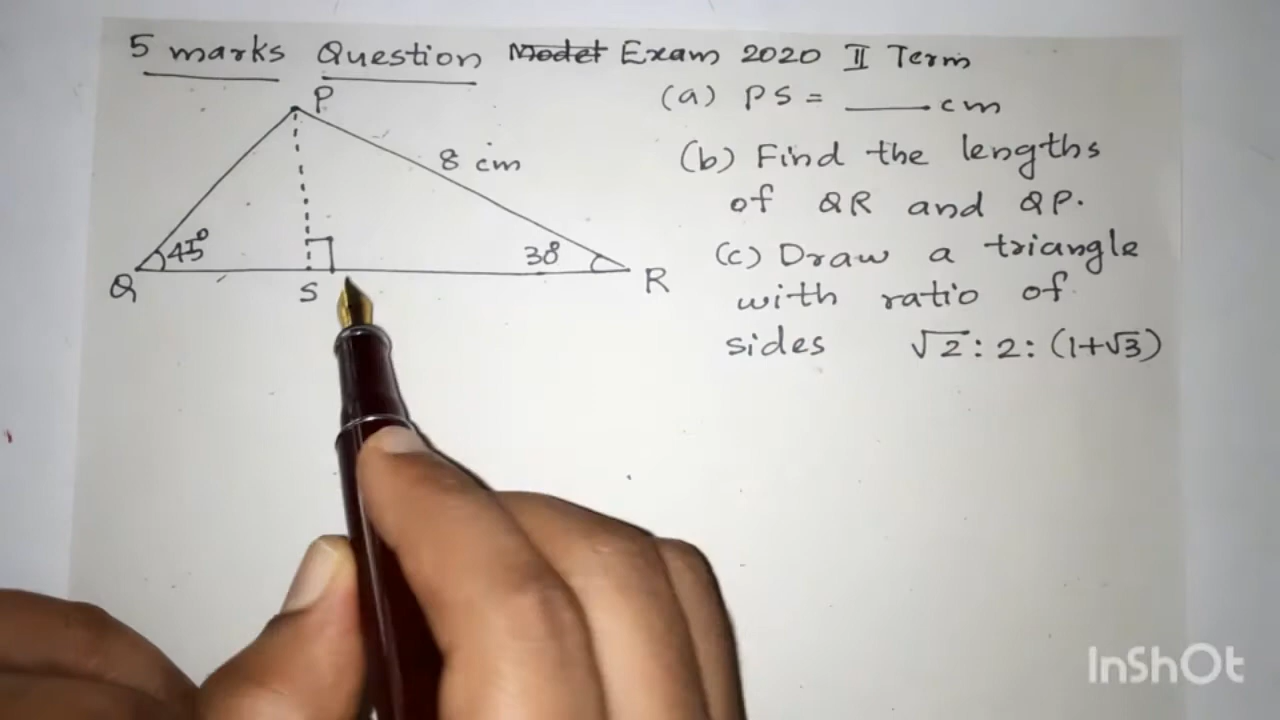 5 marks Question Model Exam 2020 II Term
P
(a) PS = ____ cm
8 cm
(b) Find the lengths
of QR and QP.
45°
30°
(c) Draw a triangle
Q
S
R
with ratio of
sides √2 : 2 : (1+√3)
InShOt